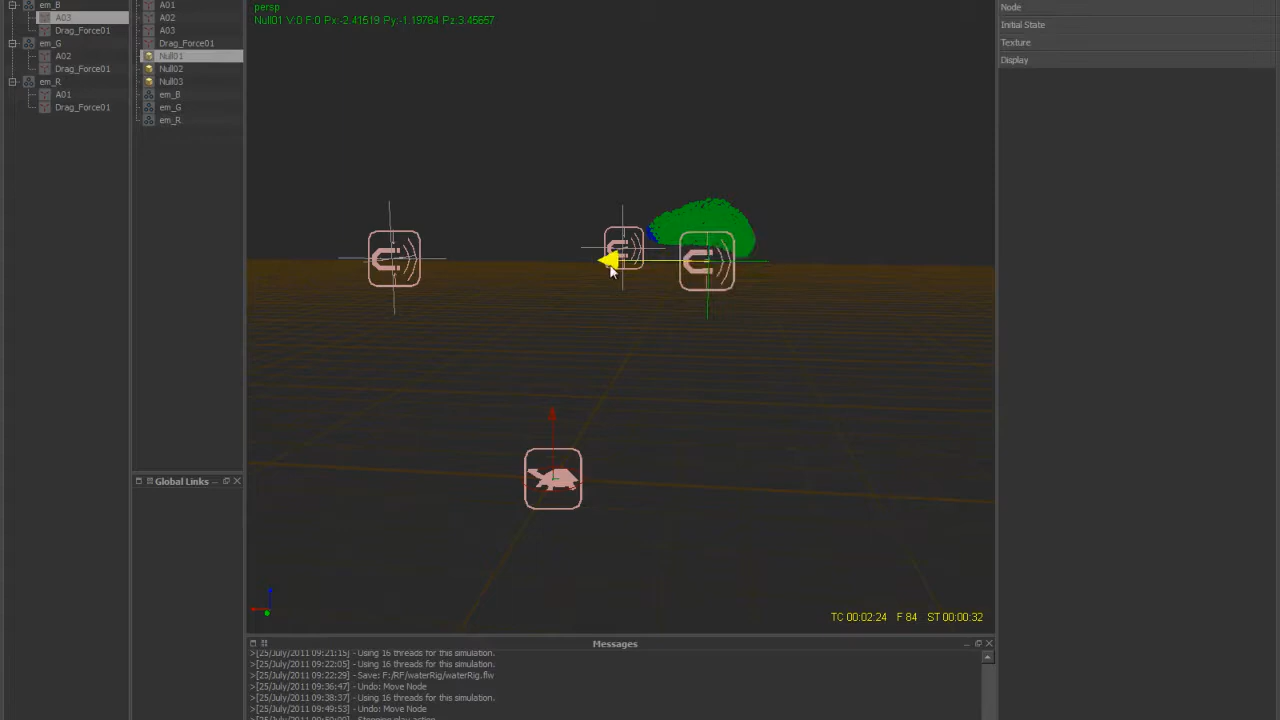 em_B
A03
Drag_Force01
em_G
A02
Drag_Force01
em_R
A01
Drag_Force01
A01
A02
A03
Drag_Force01
Null01
Null02
Null03
em_B
em_G
em_R
Global Links
persp
Null01 V:0 F:0 Px:-2.41519 Py:-1.19764 Pz:3.45657
TC 00:02:24 F 84 ST 00:00:32
Node
Initial State
Texture
Display
Messages
>[25/July/2011 09:21:15] - Using 16 threads for this simulation.
>[25/July/2011 09:22:05] - Using 16 threads for this simulation.
>[25/July/2011 09:22:29] - Save: F:/RF/waterRig/waterRig.flw
>[25/July/2011 09:36:47] - Undo: Move Node
>[25/July/2011 09:38:37] - Using 16 threads for this simulation.
>[25/July/2011 09:49:53] - Undo: Move Node